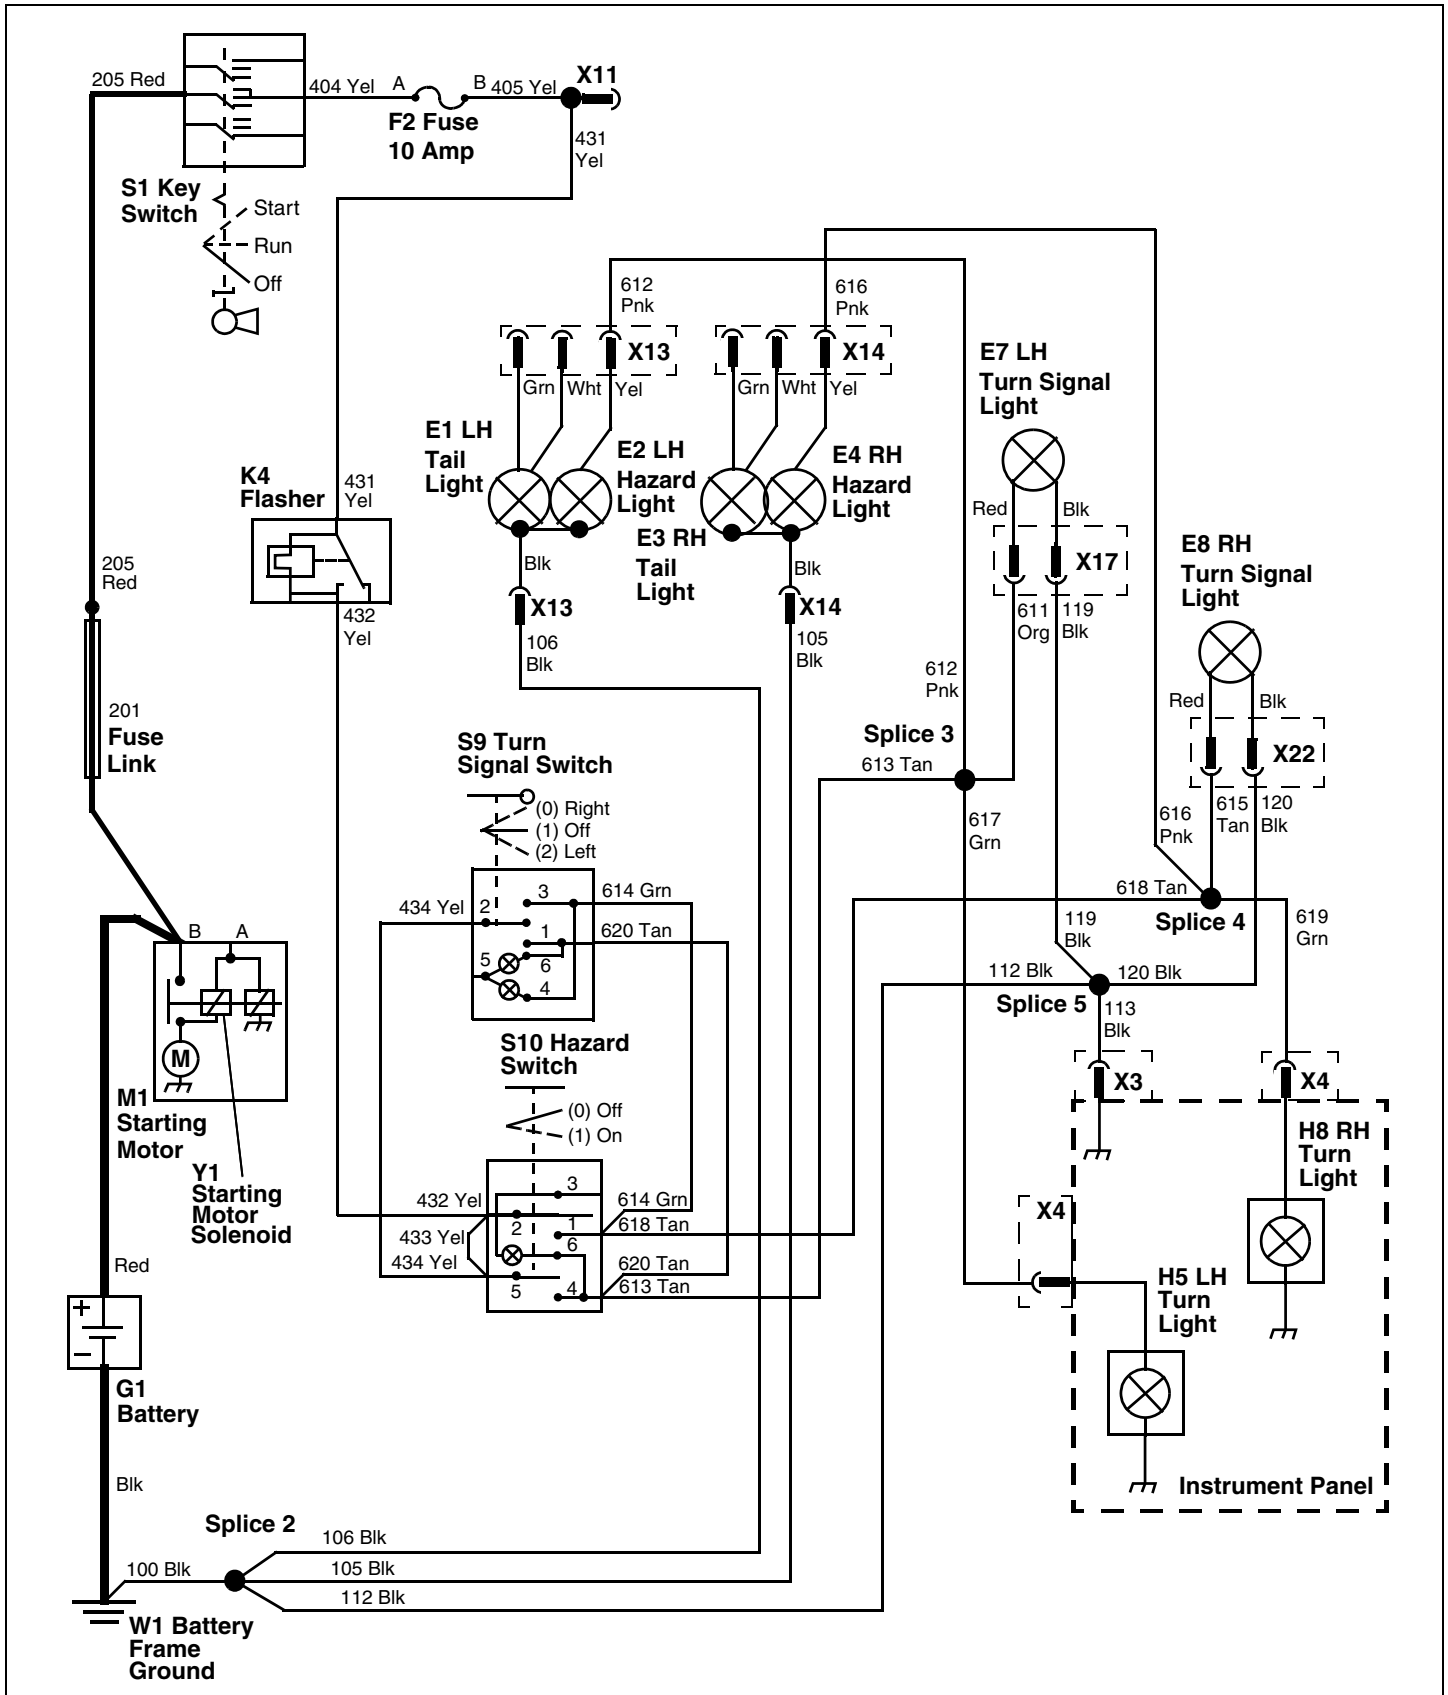 205 Red
404 Yel
A
B
405 Yel
X11
F2 Fuse
10 Amp
431
Yel
S1 Key
Switch
Start
Run
Off
612
Pnk
616
Pnk
X13
X14
E7 LH
Turn Signal
Light
Grn
Wht
Yel
Grn
Wht
Yel
E1 LH
Tail
Light
E2 LH
Hazard
Light
E4 RH
Hazard
Light
K4
Flasher
431
Yel
Red
Blk
E3 RH
Tail
Light
Blk
Blk
X17
E8 RH
Turn Signal
Light
205
Red
X13
X14
432
Yel
106
Blk
105
Blk
611
Org
119
Blk
612
Pnk
Red
Blk
201
Fuse
Link
Splice 3
613 Tan
S9 Turn
Signal Switch
X22
(0) Right
(1) Off
(2) Left
617
Grn
616
Pnk
615
Tan
120
Blk
434 Yel
2
3
614 Grn
1
620 Tan
5
6
4
618 Tan
Splice 4
619
Grn
119
Blk
B
A
112 Blk
120 Blk
Splice 5
113
Blk
M
S10 Hazard
Switch
X3
X4
M1
Starting
Motor
(0) Off
(1) On
H8 RH
Turn
Light
Y1
Starting
Motor
Solenoid
432 Yel
433 Yel
434 Yel
3
2
1
6
5
4
614 Grn
618 Tan
620 Tan
613 Tan
X4
H5 LH
Turn
Light
Red
+
–
G1
Battery
Blk
Instrument Panel
Splice 2
106 Blk
100 Blk
105 Blk
112 Blk
W1 Battery
Frame
Ground